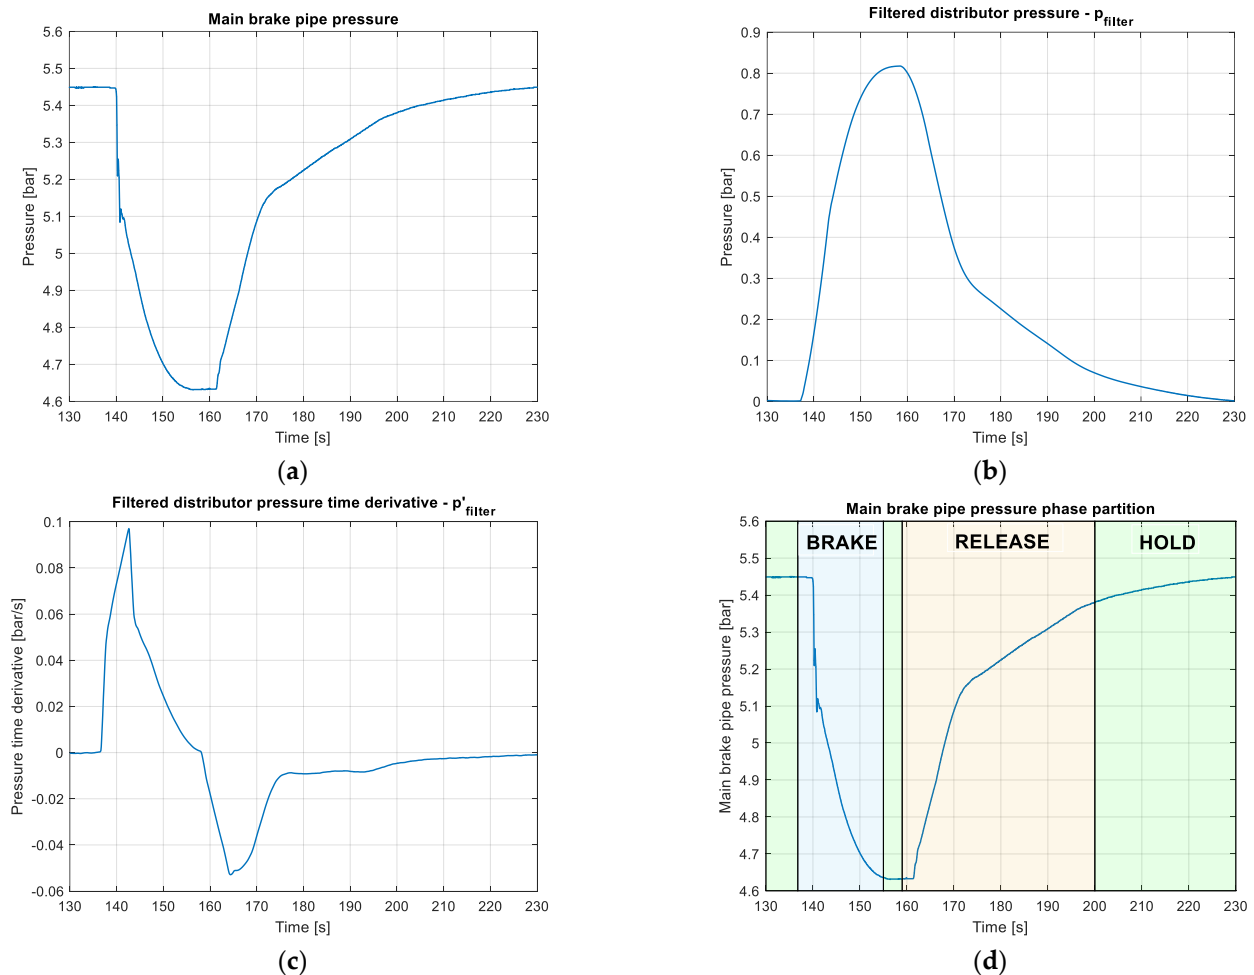 Main brake pipe pressure
5.6
5.5
5.4
5.3
5.2
5.1
5
4.9
4.8
4.7
4.6
Pressure [bar]
130 140 150 160 170 180 190 200 210 220 230
Time [s]
(a)
Filtered distributor pressure - p_filter
0.9
0.8
0.7
0.6
0.5
0.4
0.3
0.2
0.1
0
Pressure [bar]
130 140 150 160 170 180 190 200 210 220 230
Time [s]
(b)
Filtered distributor pressure time derivative - p'_filter
0.1
0.08
0.06
0.04
0.02
0
-0.02
-0.04
-0.06
Pressure time derivative [bar/s]
130 140 150 160 170 180 190 200 210 220 230
Time [s]
(c)
Main brake pipe pressure phase partition
BRAKE RELEASE HOLD
5.6
5.5
5.4
5.3
5.2
5.1
5
4.9
4.8
4.7
4.6
Main brake pipe pressure [bar]
130 140 150 160 170 180 190 200 210 220 230
Time [s]
(d)